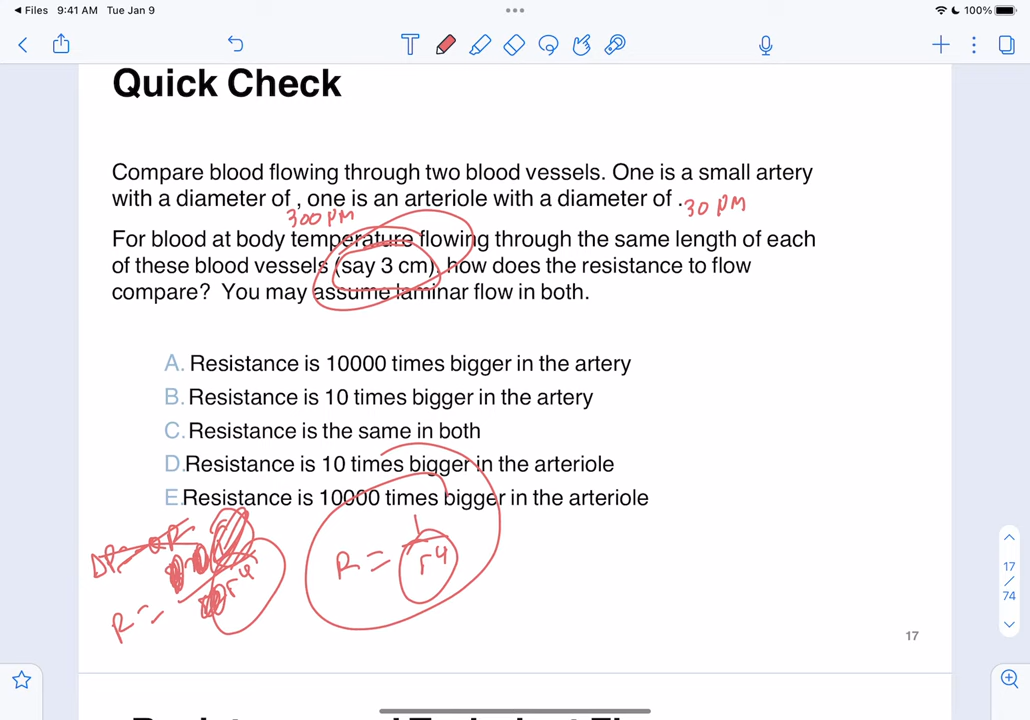 Files 9:41 AM Tue Jan 9 100%
Quick Check
Compare blood flowing through two blood vessels. One is a small artery
with a diameter of , one is an arteriole with a diameter of .
300 µM 30 µM
For blood at body temperature flowing through the same length of each
of these blood vessels (say 3 cm), how does the resistance to flow
compare? You may assume laminar flow in both.
A. Resistance is 10000 times bigger in the artery
B. Resistance is 10 times bigger in the artery
C. Resistance is the same in both
D. Resistance is 10 times bigger in the arteriole
E. Resistance is 10000 times bigger in the arteriole
R = r4
R = 1
r4
17
/
74
17